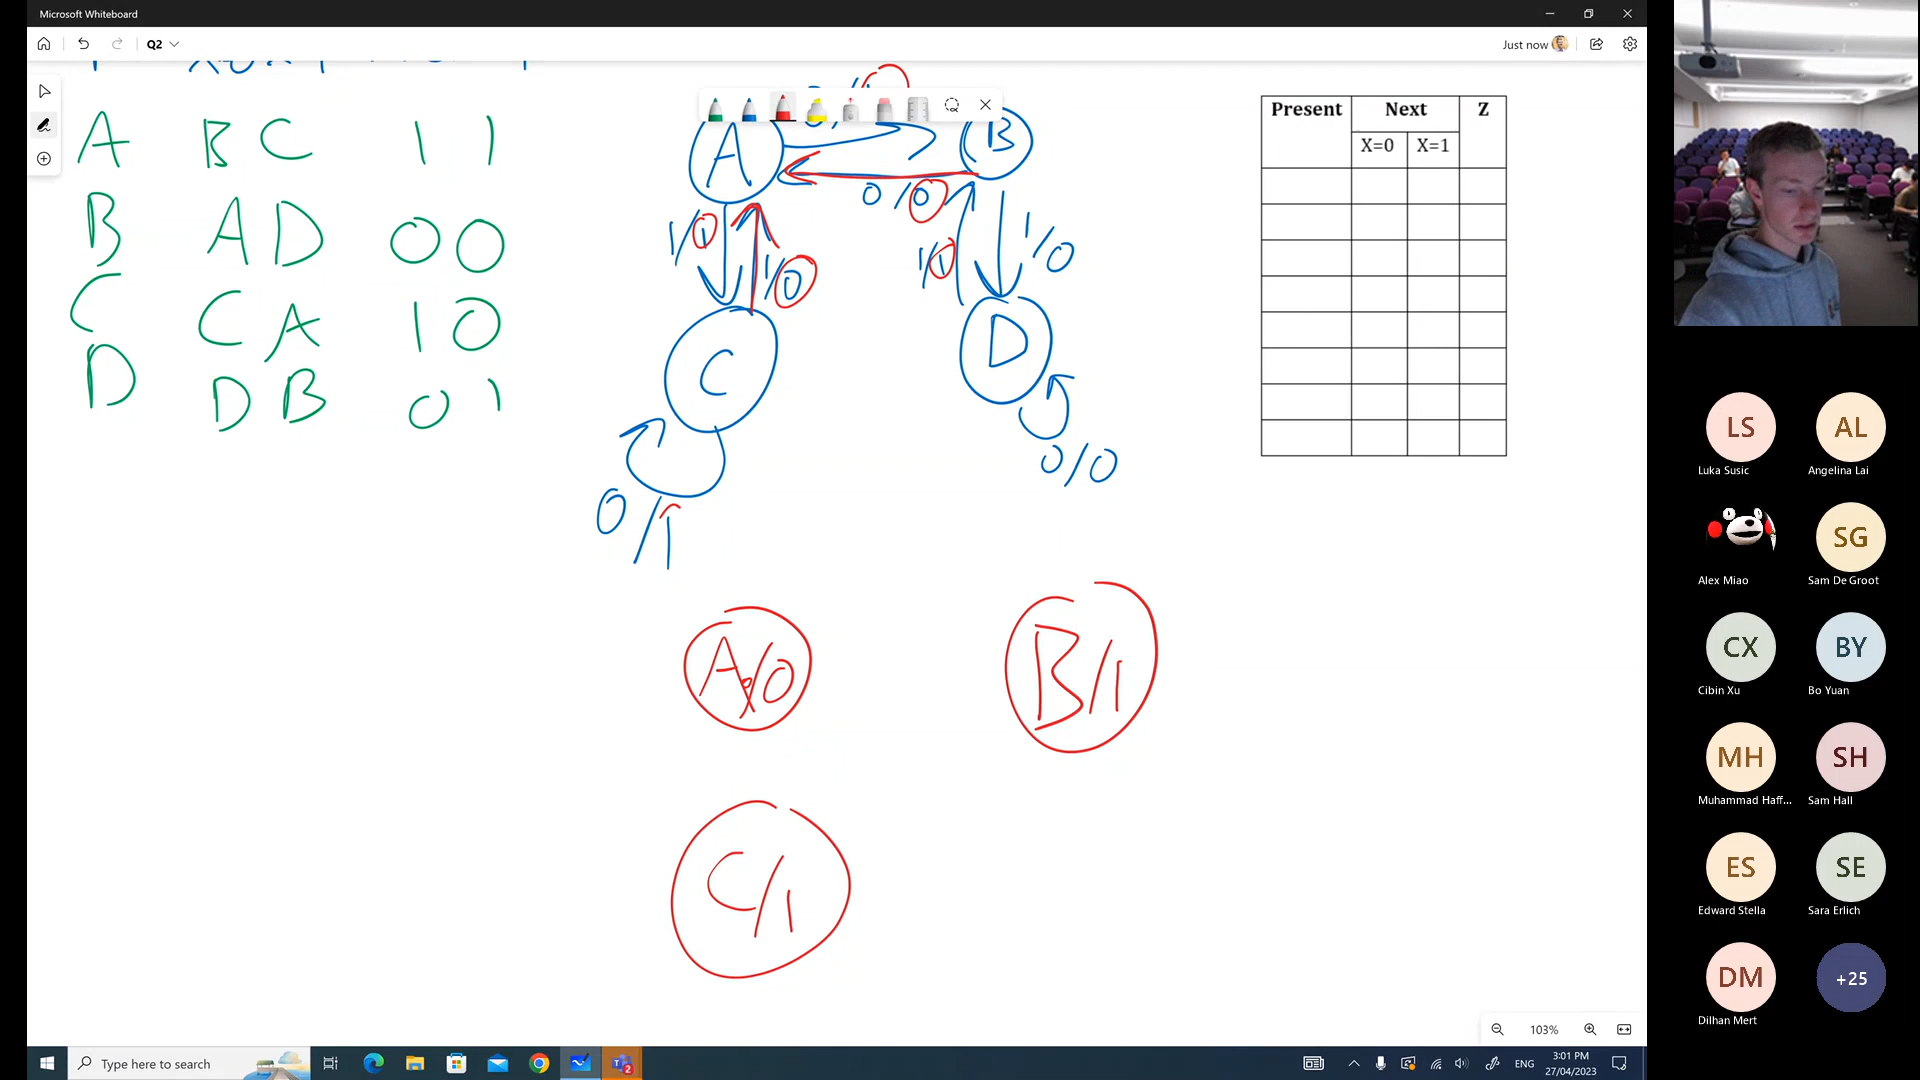 Microsoft Whiteboard
Q2
Just now
A B C 1 1
B A D 0 0
C C A 1 0
D D B 0 1
A
B
0/0
1/1
1/0
1/1
1/0
C
D
0/0
0/1
A/0
B/1
C/1
Present Next Z
X=0 X=1
LS
Luka Susic
AL
Angelina Lai
Alex Miao
SG
Sam De Groot
CX
Cibin Xu
BY
Bo Yuan
MH
Muhammad Haff...
SH
Sam Hall
ES
Edward Stella
SE
Sara Erlich
DM
Dilhan Mert
+25
103%
Type here to search
2
ENG
3:01 PM
27/04/2023